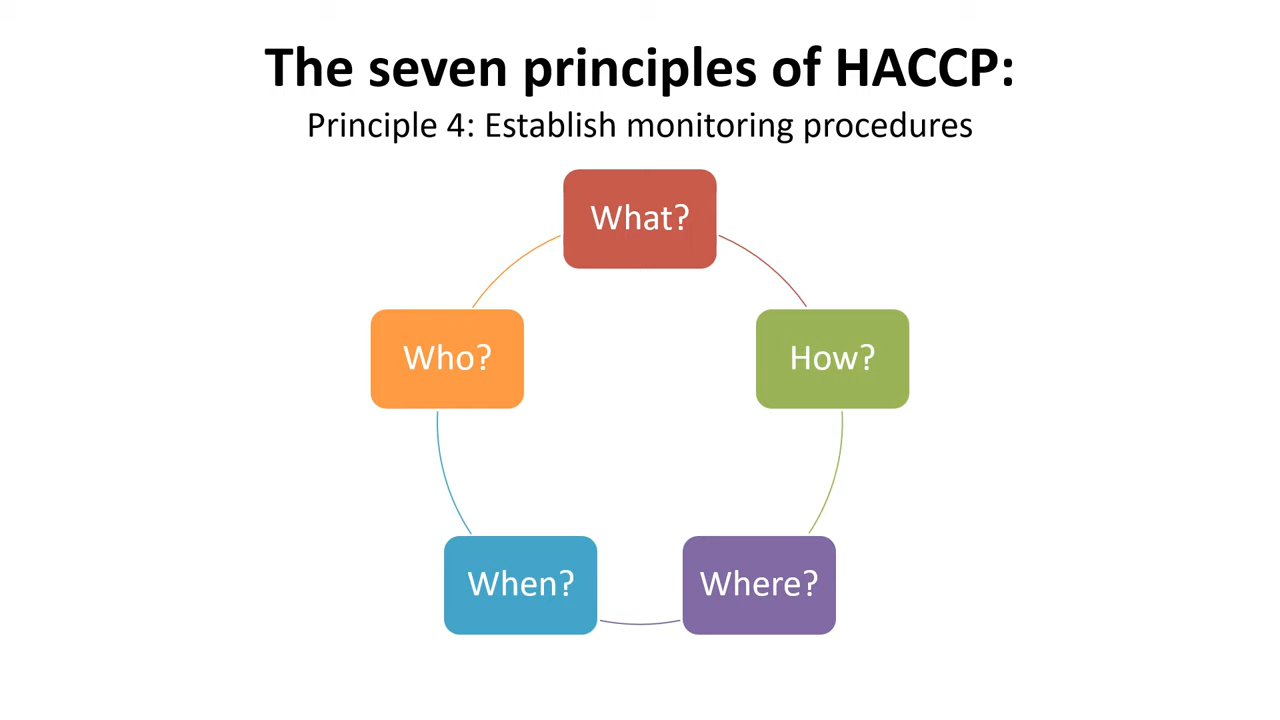 The seven principles of HACCP:
Principle 4: Establish monitoring procedures
What?
How?
Where?
When?
Who?